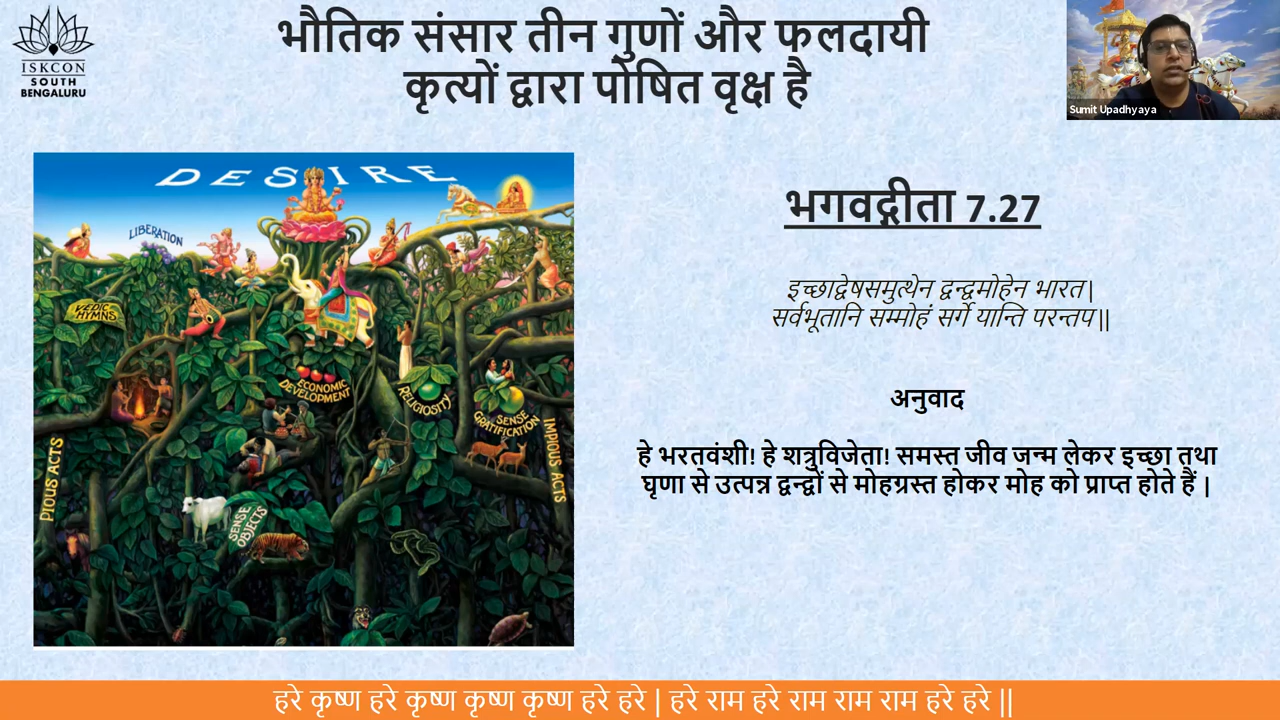 ISKCON
SOUTH
BENGALURU
भौतिक संसार तीन गुणों और फलदायी
कृत्यों द्वारा पोषित वृक्ष है
Sumit Upadhyaya
DESIRE
LIBERATION
VEDIC
HYMNS
ECONOMIC
DEVELOPMENT
RELIGIOSITY
SENSE
GRATIFICATION
PIOUS ACTS
IMPIOUS ACTS
SENSE
OBJECTS
भगवद्गीता 7.27
इच्छाद्वेषसमुत्थेन द्वन्द्वमोहेन भारत|
सर्वभूतानि सम्मोहं सर्गे यान्ति परन्तप||
अनुवाद
हे भरतवंशी! हे शत्रुविजेता! समस्त जीव जन्म लेकर इच्छा तथा
घृणा से उत्पन्न द्वन्द्वों से मोहग्रस्त होकर मोह को प्राप्त होते हैं |
हरे कृष्ण हरे कृष्ण कृष्ण कृष्ण हरे हरे | हरे राम हरे राम राम राम हरे हरे ||